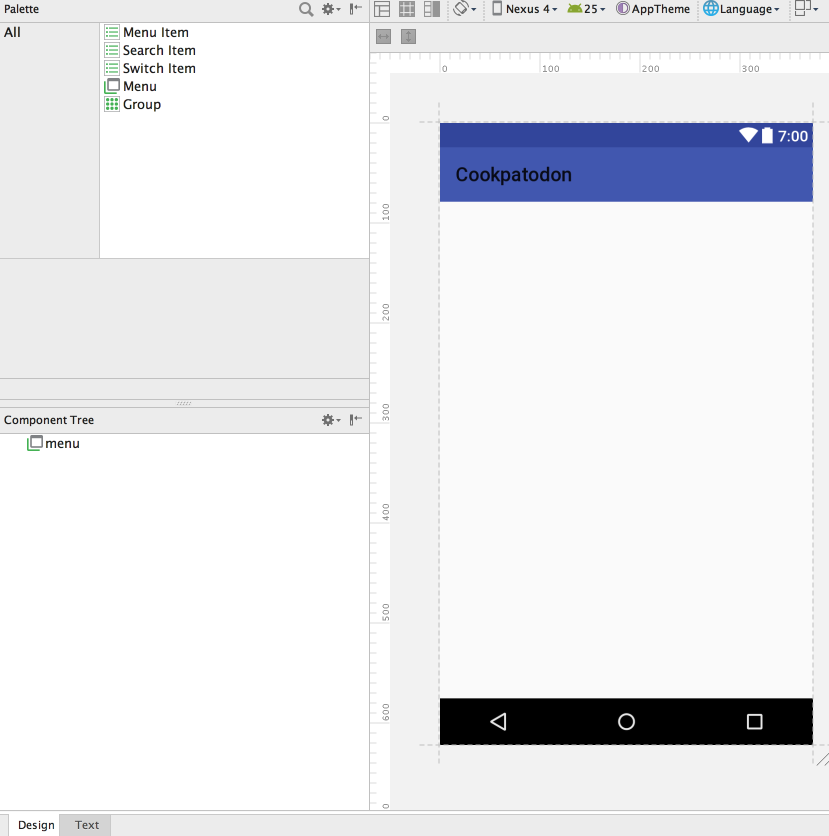 Palette
Nexus 4
25
AppTheme
Language
All
Menu Item
Search Item
Switch Item
Menu
Group
0
100
200
300
0
100
200
300
400
500
600
0
7:00
Cookpatodon
Component Tree
menu
Design
Text